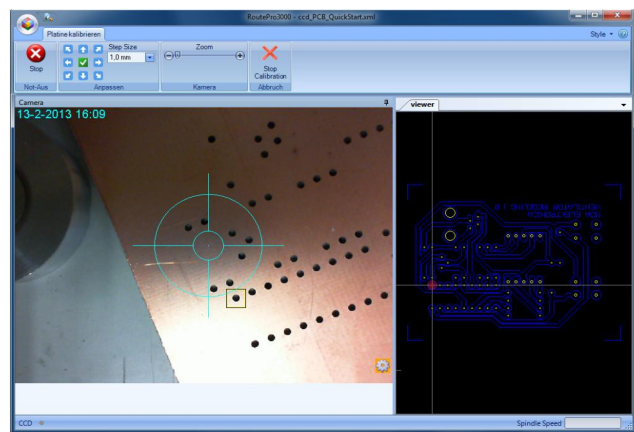 RoutePro3000 - ccd_PCB_QuickStart.xml
Platine kalibrieren
Style
Stop
Step Size
1,0 mm
Zoom
Stop
Calibration
Not-Aus
Anpassen
Kamera
Abbruch
Camera
viewer
13-2-2013 16:09
CCD
Spindle Speed